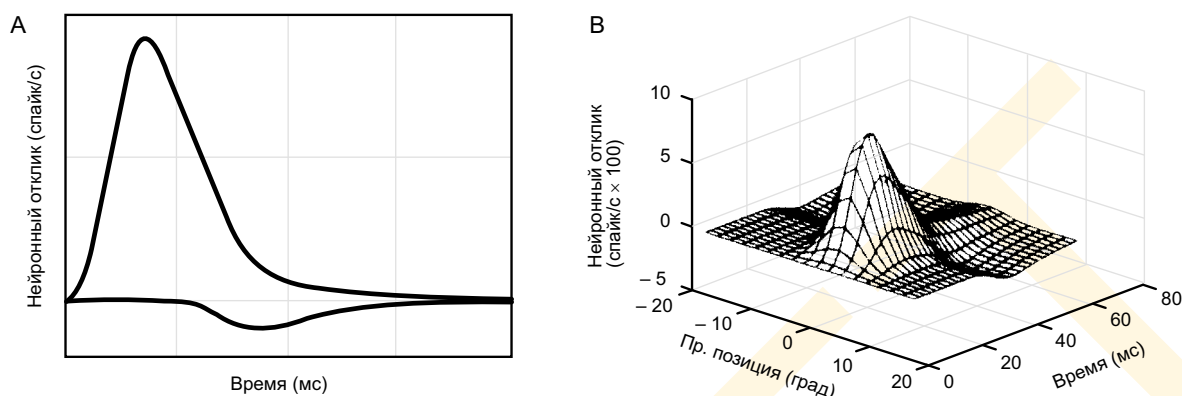 A
Нейронный отклик (спайк/с)
Время (мс)
B
Нейронный отклик
(спайк/с × 100)
10
5
0
– 5
– 20
– 10
0
10
20
Пр. позиция (град)
0
20
40
60
80
Время (мс)